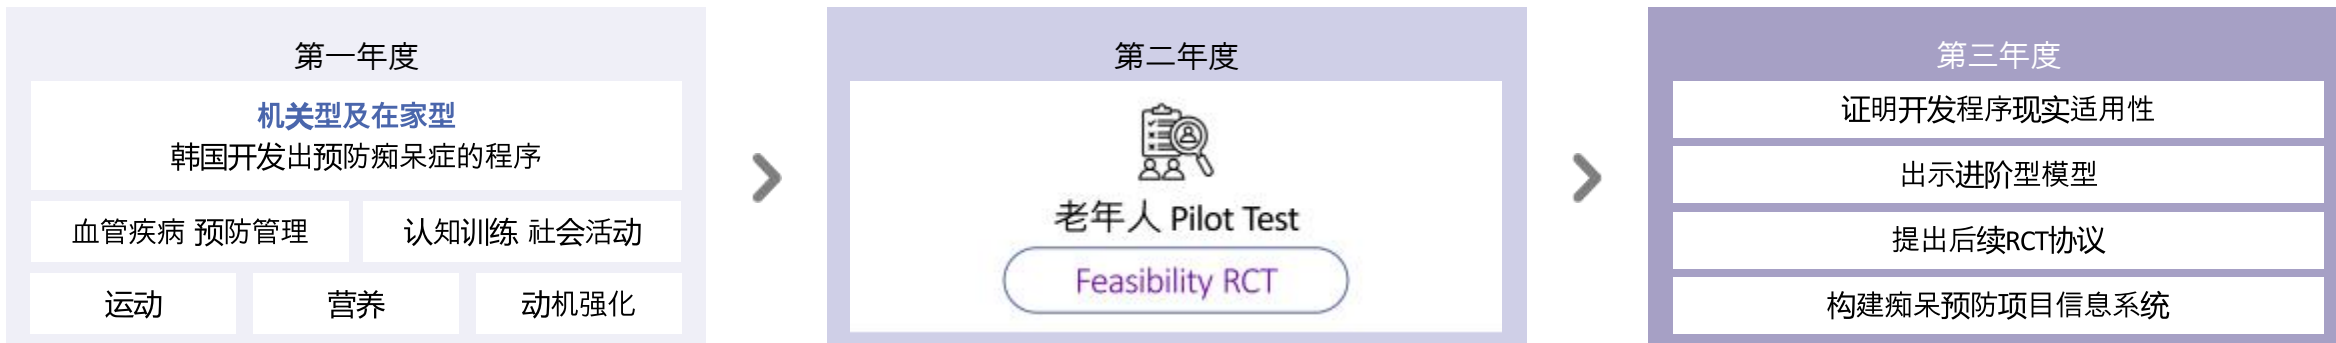 第一年度
机关型及在家型
韩国开发出预防痴呆症的程序
血管疾病 预防管理
认知训练 社会活动
运动
营养
动机强化
第二年度
老年人 Pilot Test
Feasibility RCT
第三年度
证明开发程序现实适用性
出示进阶型模型
提出后续RCT协议
构建痴呆预防项目信息系统